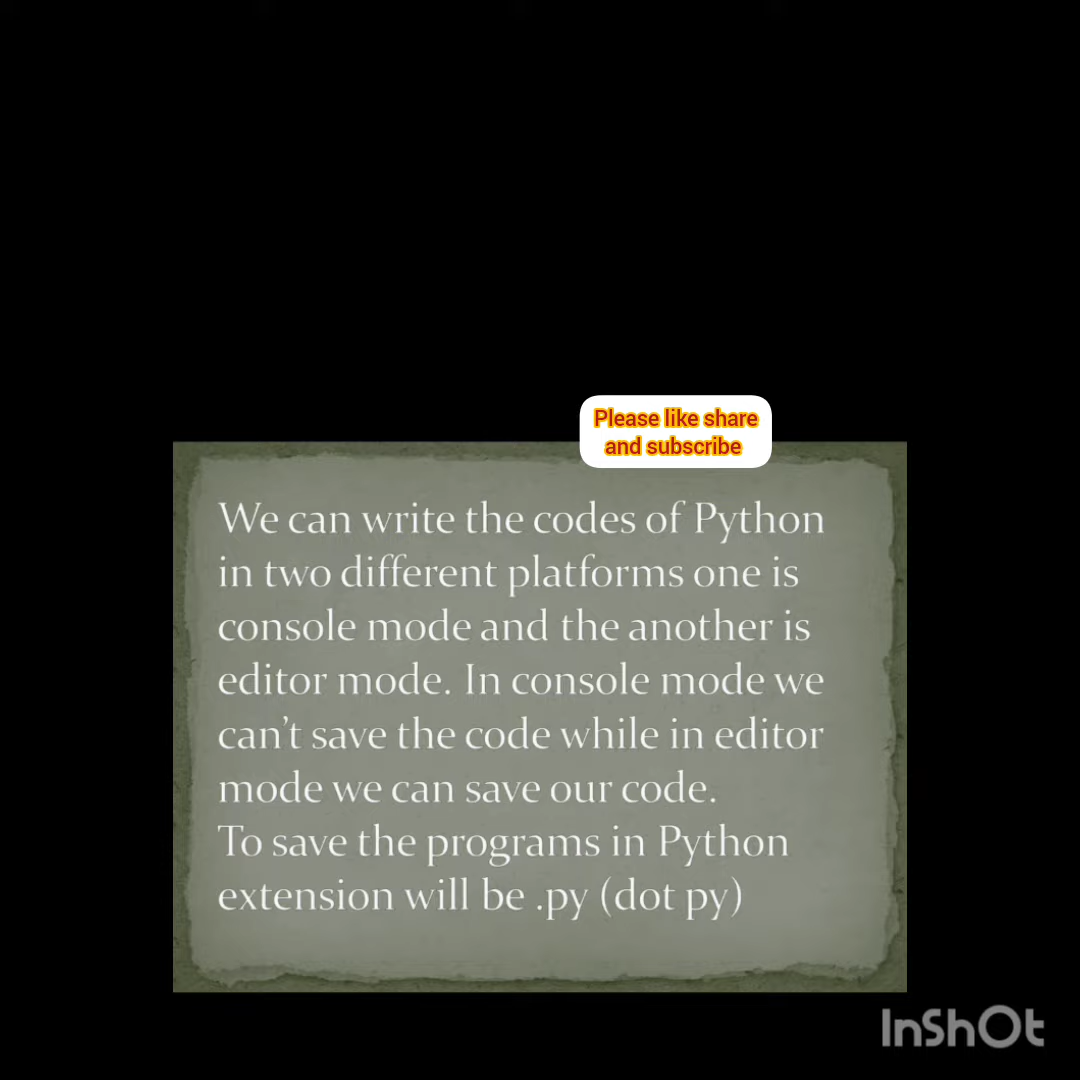 Please like share
and subscribe
We can write the codes of Python
in two different platforms one is
console mode and the another is
editor mode. In console mode we
can’t save the code while in editor
mode we can save our code.
To save the programs in Python
extension will be .py (dot py)
InShOt